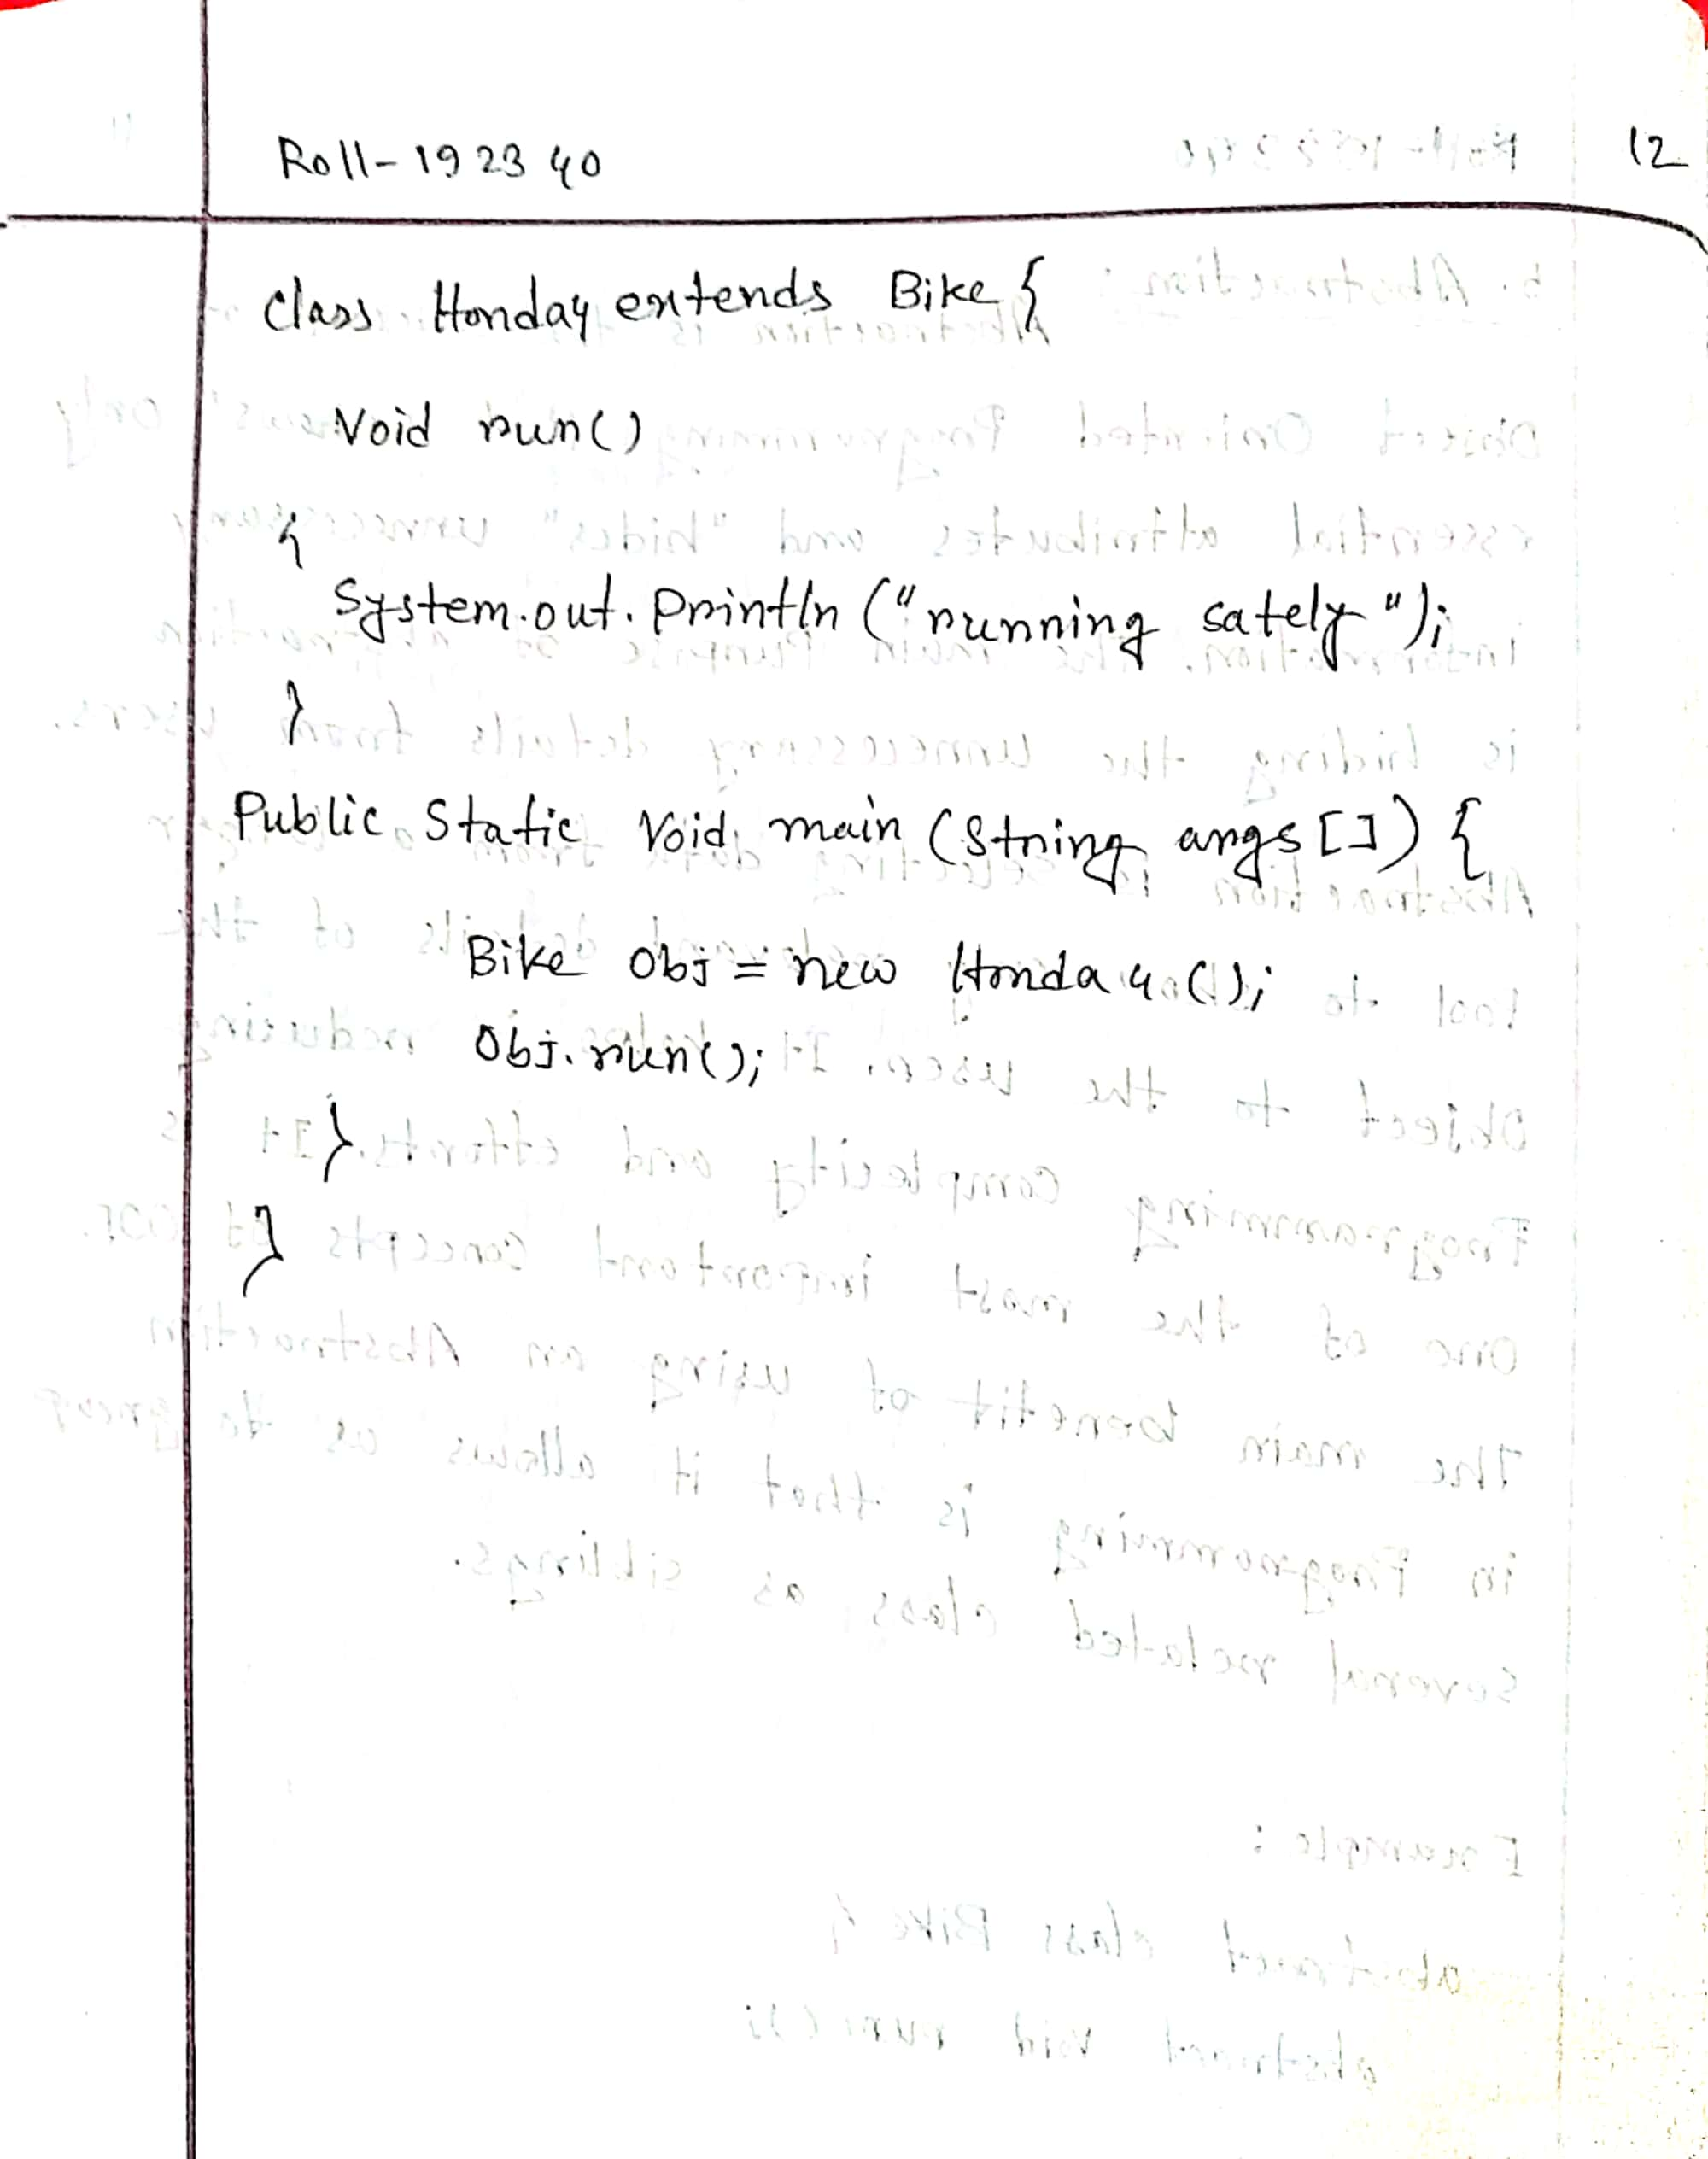 Roll-192340
12
Class Honda4 extends Bike {
Void run()
{
System.out.Println ("running safely");
}
Public Static Void main (String args []) {
Bike Obj = new Honda4();
Obj.run();
}
}